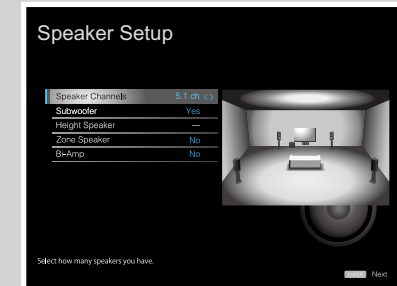 Speaker Setup
Speaker Channels 5.1 ch <>
Subwoofer Yes
Height Speaker ---
Zone Speaker No
Bi-Amp No
Select how many speakers you have.
ENTER Next